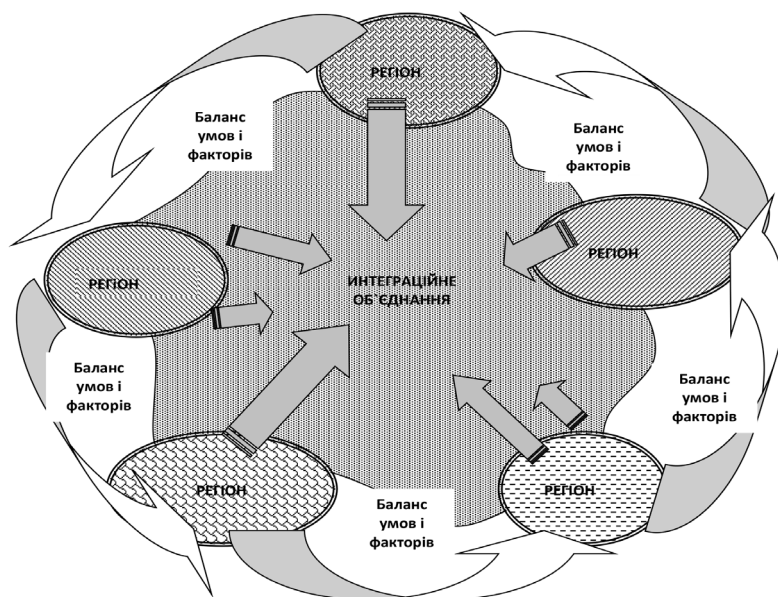 РЕГІОН
Баланс
умов і
факторів
Баланс
умов і
факторів
РЕГІОН
РЕГІОН
ИНТЕГРАЦІЙНЕ
ОБ`ЄДНАННЯ
Баланс
умов і
факторів
Баланс
умов і
факторів
РЕГІОН
РЕГІОН
Баланс
умов і
факторів